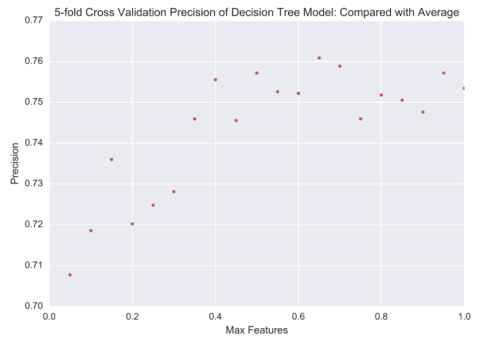 5-fold Cross Validation Precision of Decision Tree Model: Compared with Average
0.77
0.76
0.75
0.74
0.73
0.72
0.71
0.70
Precision
0.0 0.2 0.4 0.6 0.8 1.0
Max Features